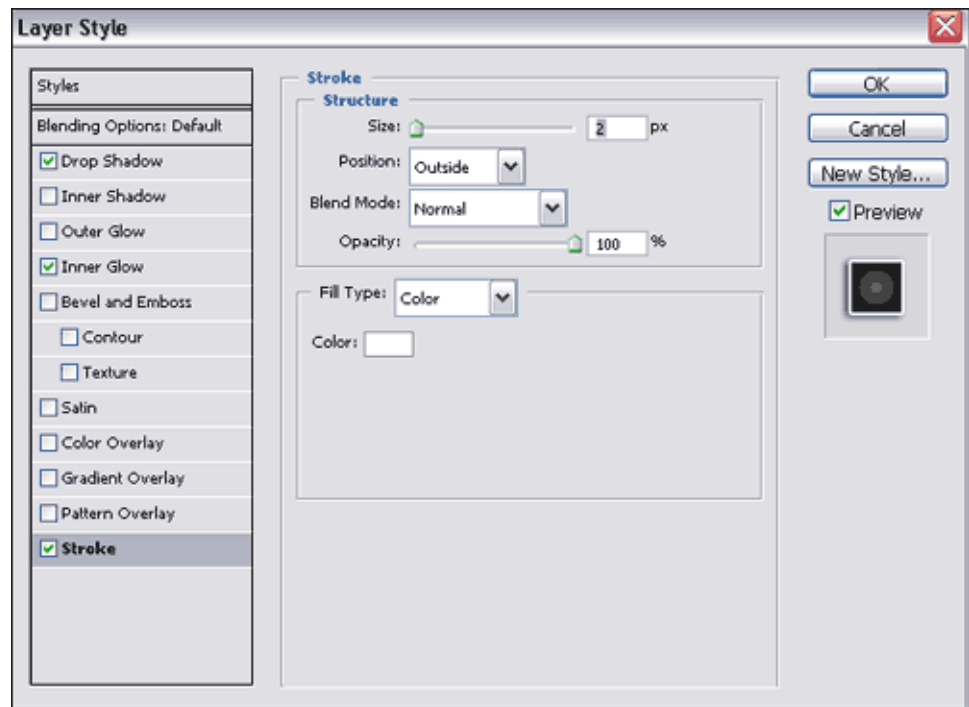 Layer Style
Styles
Blending Options: Default
Drop Shadow
Inner Shadow
Outer Glow
Inner Glow
Bevel and Emboss
Contour
Texture
Satin
Color Overlay
Gradient Overlay
Pattern Overlay
Stroke
Stroke
Structure
Size: 2 px
Position: Outside
Blend Mode: Normal
Opacity: 100 %
Fill Type: Color
Color:
OK
Cancel
New Style...
Preview